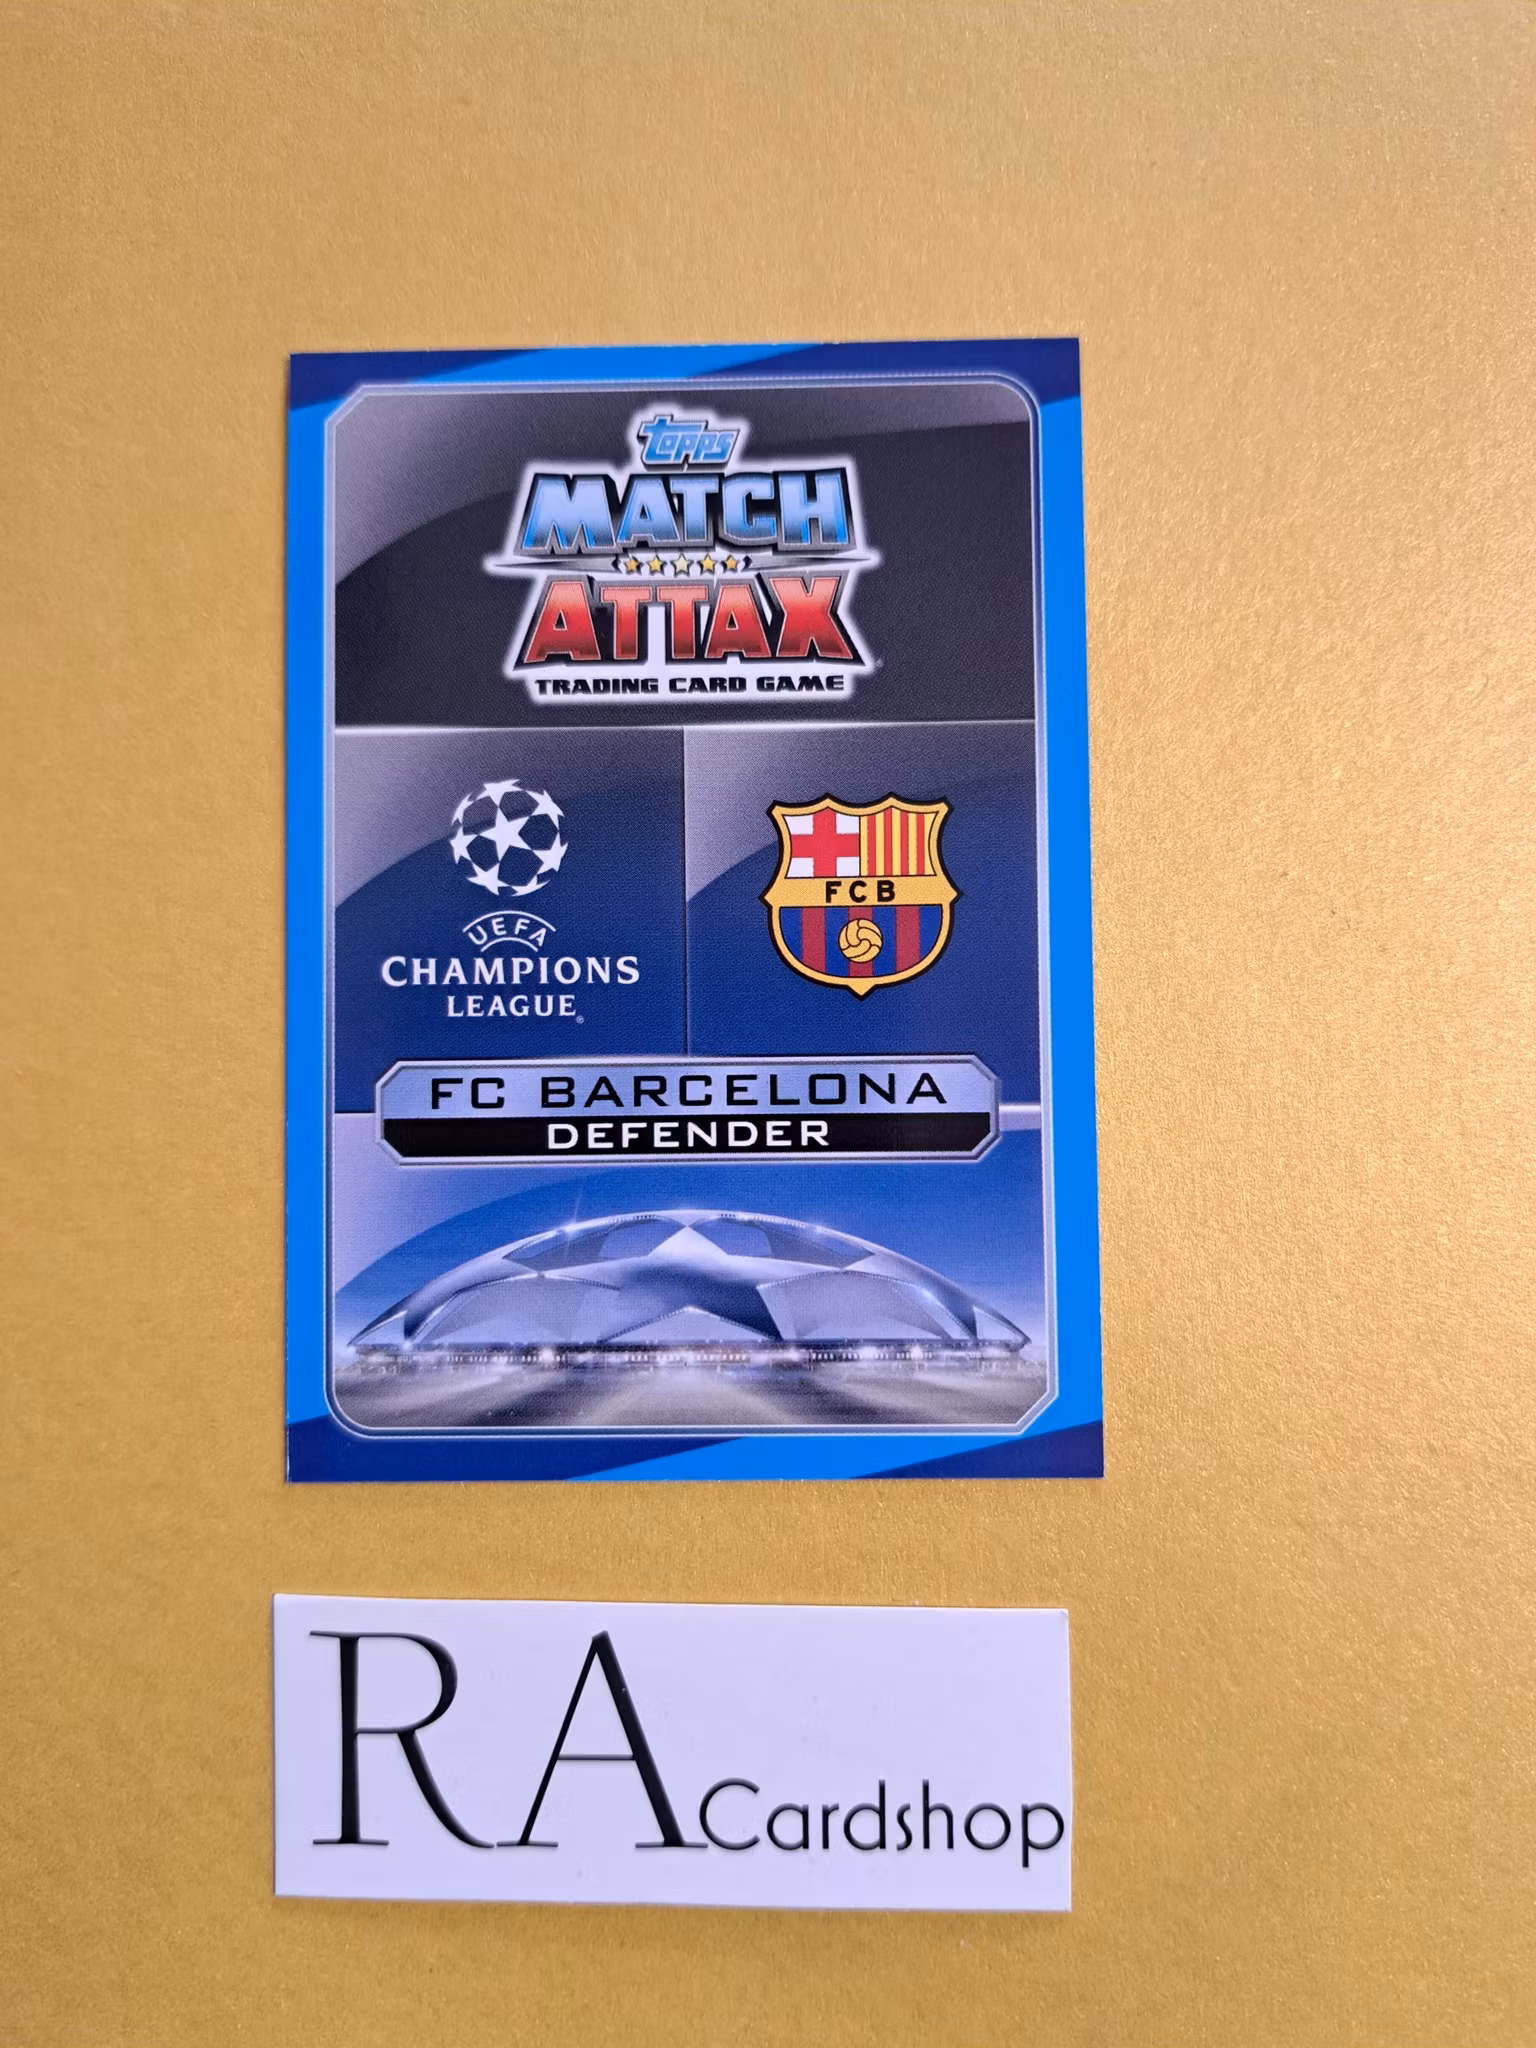 topps
MATCH
ATTAX
TRADING CARD GAME
UEFA
CHAMPIONS
LEAGUE®
FCB
FC BARCELONA
DEFENDER
RA Cardshop